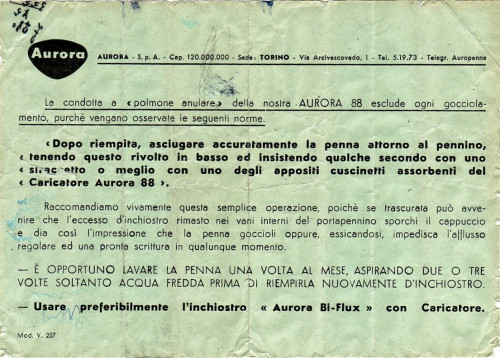 Aurora
AURORA - S.p.A. - Cap. 120.000.000 - Sede: TORINO - Via Arcivescovado, 1 - Tel. 5.19.73 - Telegr. Auropenna
La condotta a «polmone anulare» della nostra AURORA 88 esclude ogni gocciola-
mento, purchè vengano osservate le seguenti norme.
«Dopo riempita, asciugare accuratamente la penna attorno al pennino,
« tenendo questo rivolto in basso ed insistendo qualche secondo con uno
« straccetto o meglio con uno degli appositi cuscinetti assorbenti del
« Caricatore Aurora 88 ».
Raccomandiamo vivamente questa semplice operazione, poichè se trascurata può avve-
nire che l'eccesso d'inchiostro rimasto nei vani interni del portapennino sporchi il cappuccio
e dia così l'impressione che la penna goccioli oppure, essicandosi, impedisca l'afflusso
regolare ed una pronta scritura in qualunque momento.
— È OPPORTUNO LAVARE LA PENNA UNA VOLTA AL MESE, ASPIRANDO DUE O TRE
VOLTE SOLTANTO ACQUA FREDDA PRIMA DI RIEMPIRLA NUOVAMENTE D'INCHIOSTRO.
— Usare preferibilmente l'inchiostro « Aurora Bi-Flux » con Caricatore.
Mod. V. 257